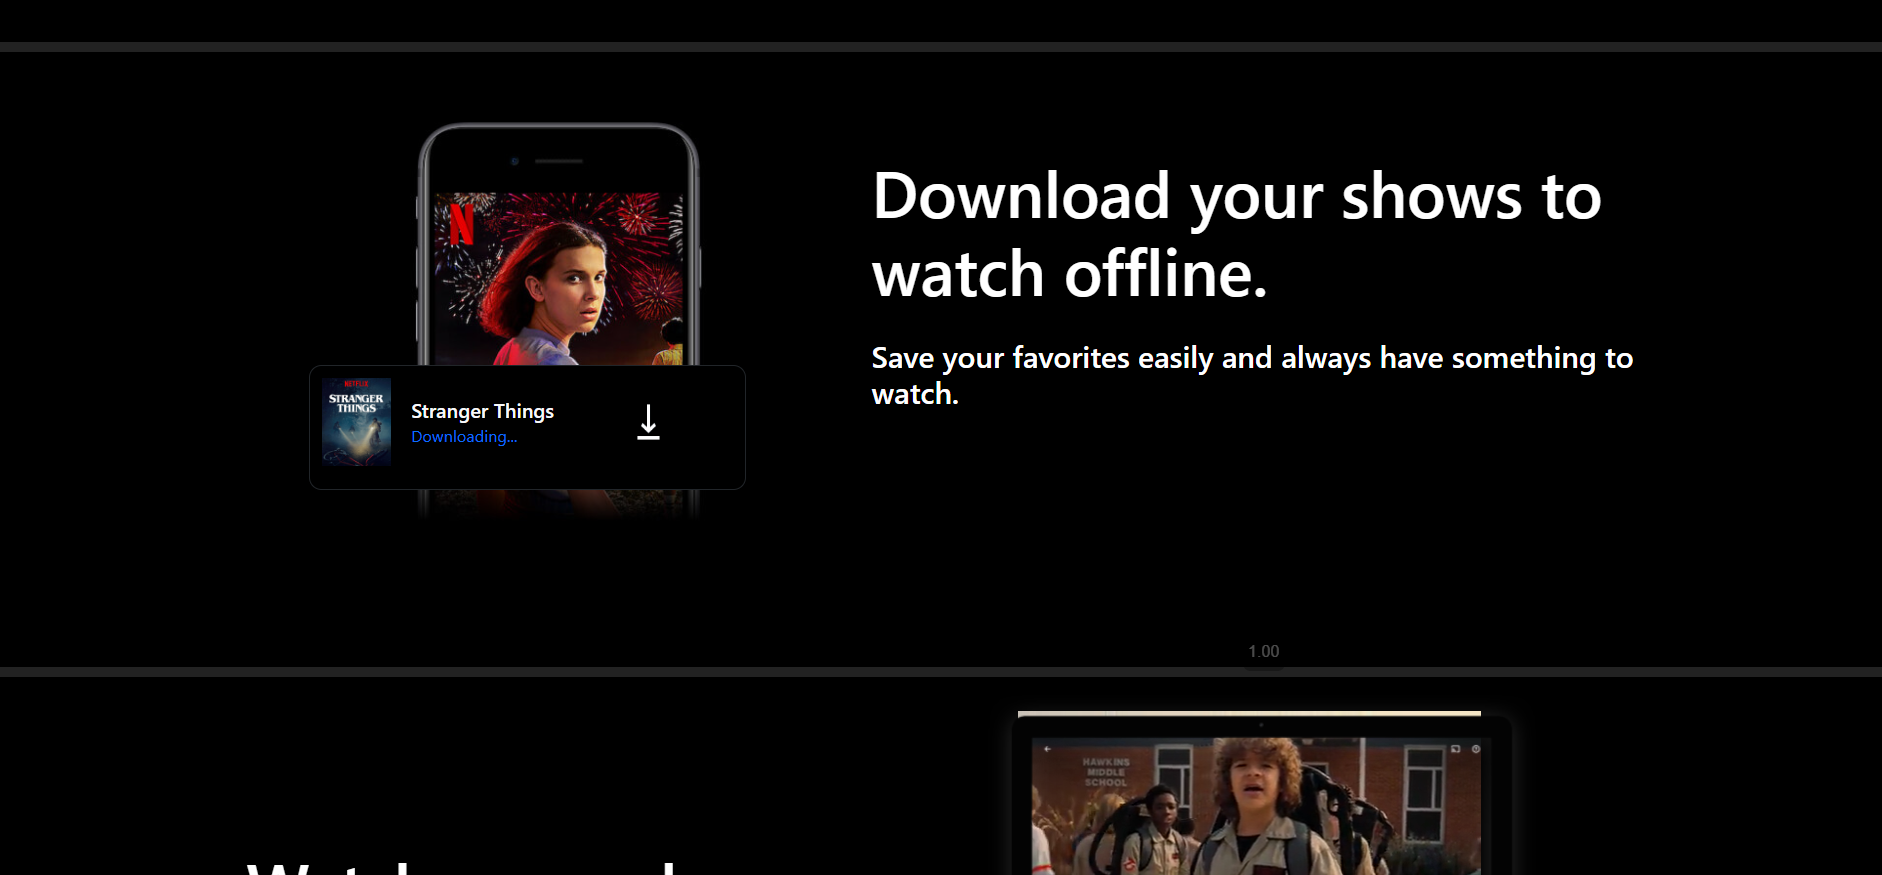 N
Download your shows to
watch offline.
Save your favorites easily and always have something to
watch.
NETFLIX
STRANGER
THINGS
Stranger Things
Downloading...
1.00
HAWKINS
MIDDLE
SCHOOL